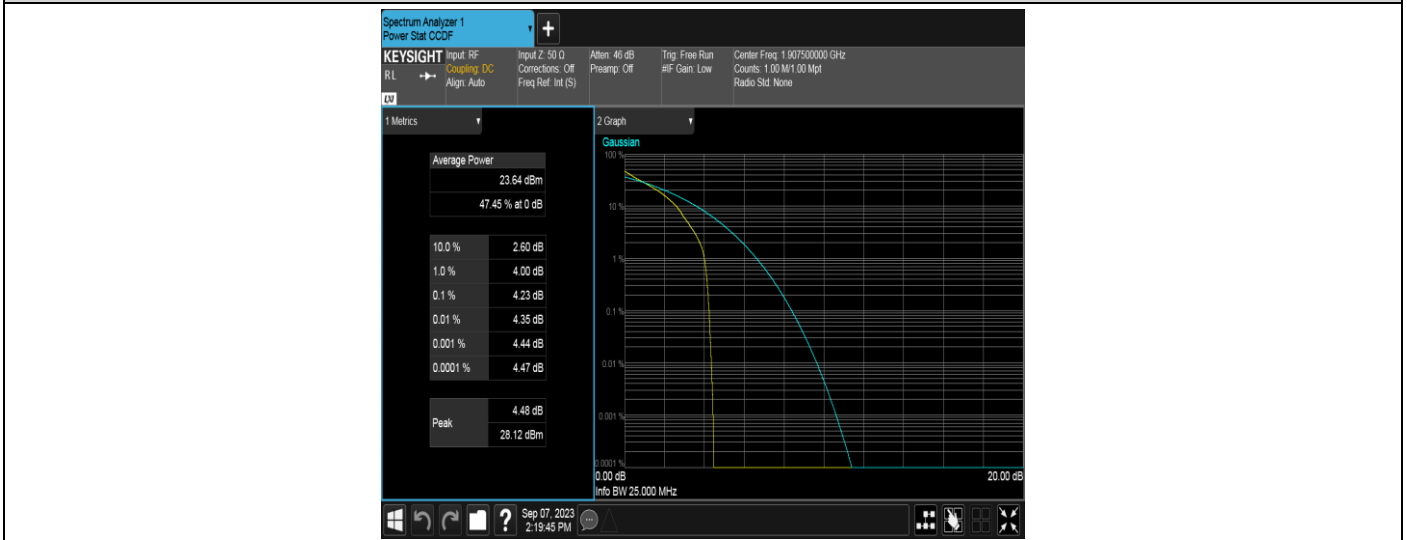 Spectrum Analyzer 1
Power Stat CCDF
KEYSIGHT
RL
LXI
Input: RF
Coupling: DC
Align: Auto
Input Z: 50 Ω
Corrections: Off
Freq Ref: Int (S)
Atten: 46 dB
Preamp: Off
Trig: Free Run
#IF Gain: Low
Center Freq: 1.907500000 GHz
Counts: 1.00 M/1.00 Mpt
Radio Std: None
1 Metrics
Average Power
23.64 dBm
47.45 % at 0 dB
10.0 % 2.60 dB
1.0 % 4.00 dB
0.1 % 4.23 dB
0.01 % 4.35 dB
0.001 % 4.44 dB
0.0001 % 4.47 dB
Peak
4.48 dB
28.12 dBm
2 Graph
Gaussian
100 %
10 %
1 %
0.1 %
0.01 %
0.001 %
0.0001 %
0.00 dB 20.00 dB
Info BW 25.000 MHz
Sep 07, 2023
2:19:45 PM